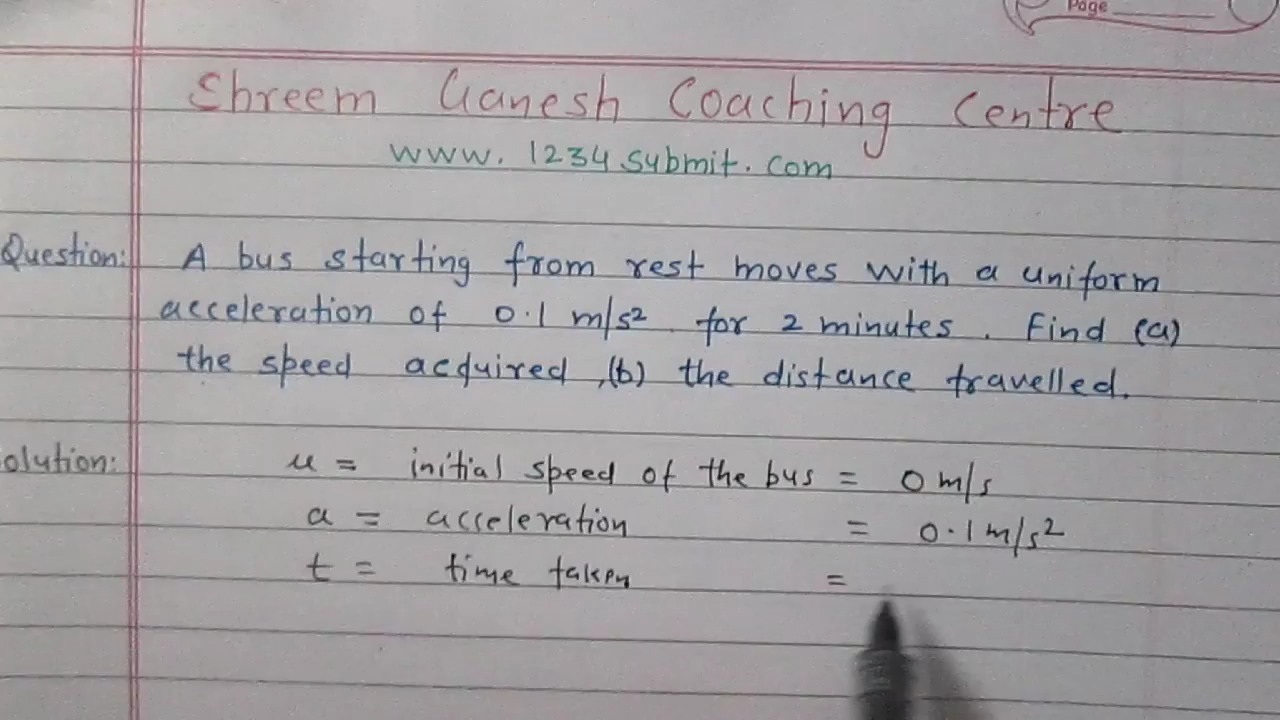 Page
Shreem Ganesh Coaching Centre
www.1234submit.com
Question: A bus starting from rest moves with a uniform
acceleration of 0.1 m/s² for 2 minutes. Find (a)
the speed acquired, (b) the distance travelled.
olution: u = initial speed of the bus = 0 m/s
a = acceleration = 0.1 m/s²
t = time taken =